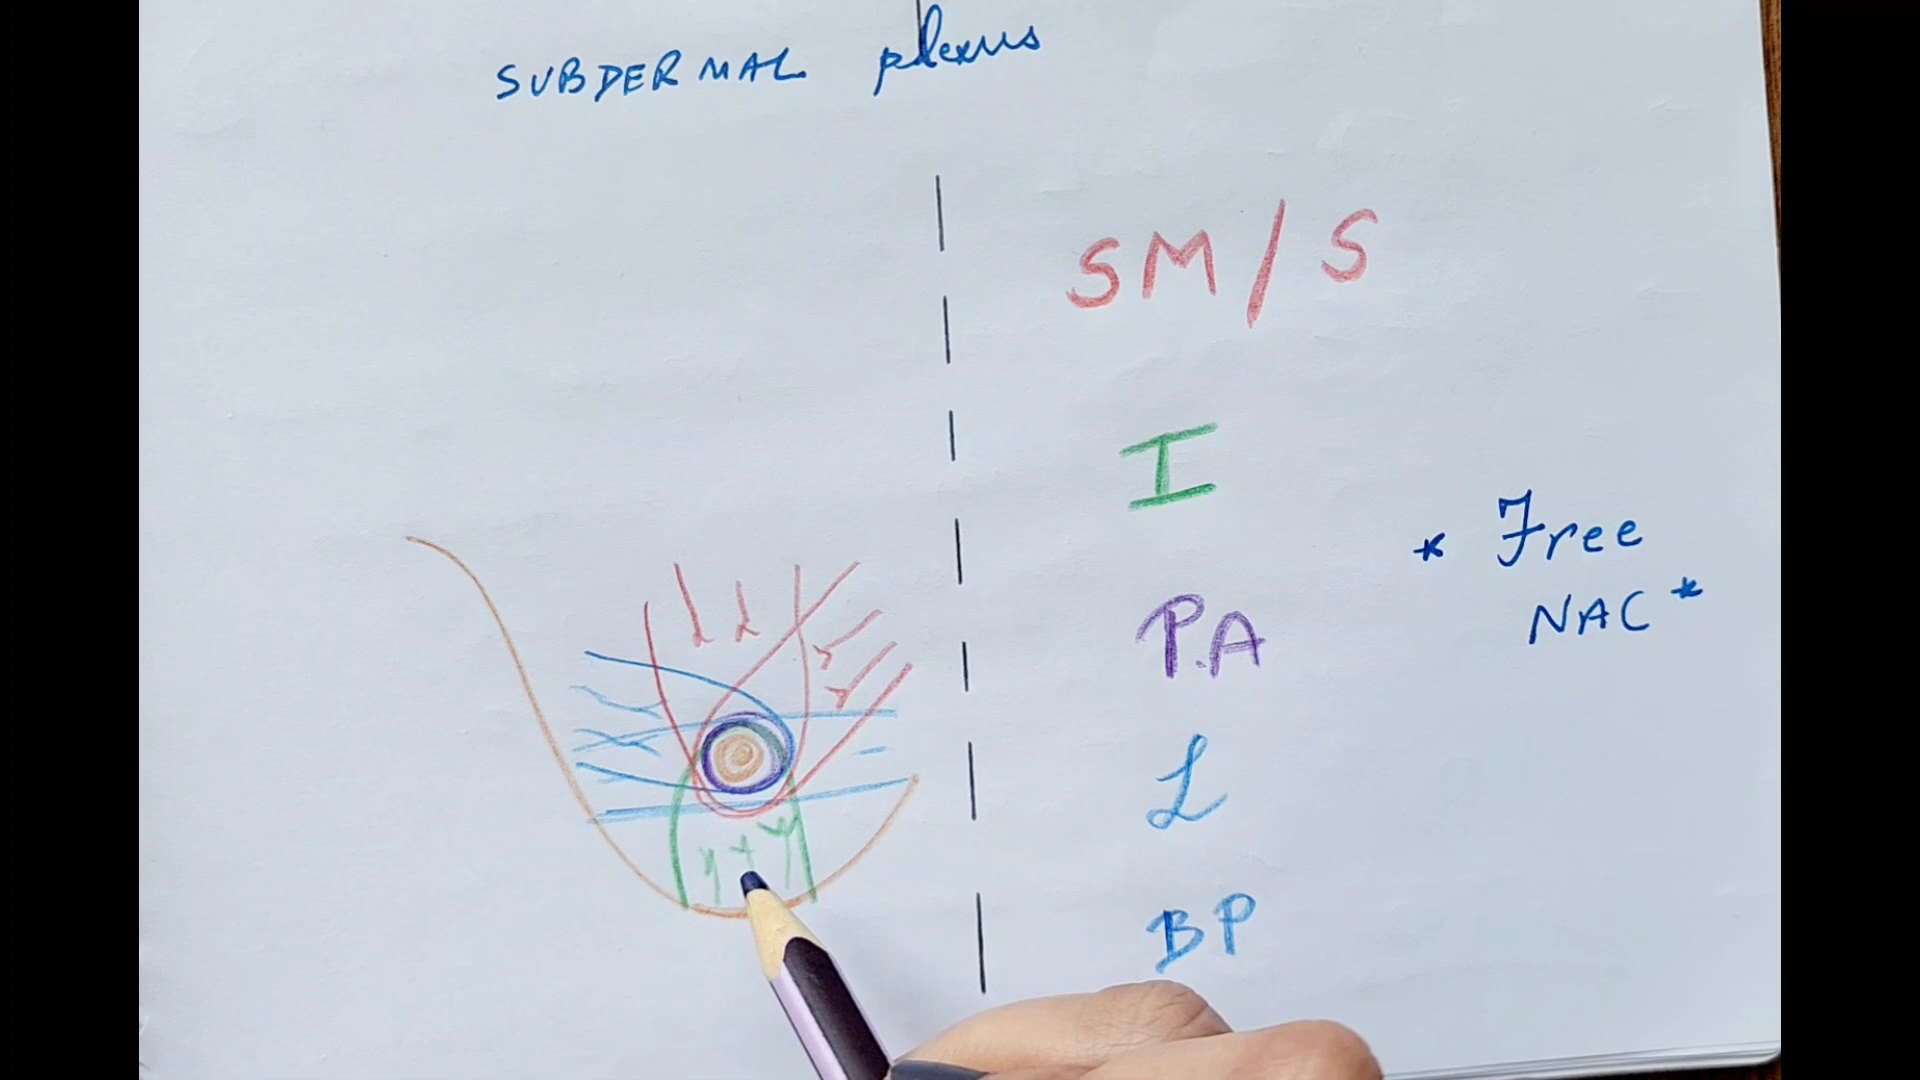 SUBDERMAL plexus
SM/S
I
* Free
NAC *
P.A
L
BP